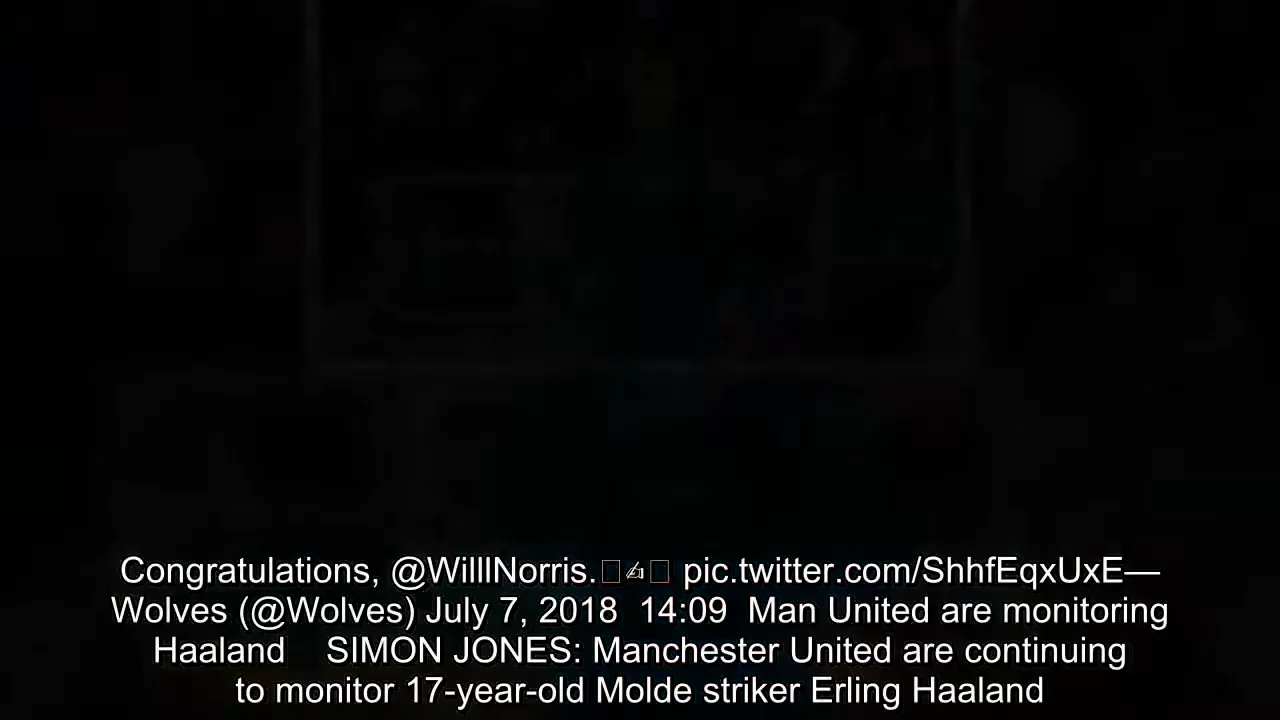 Congratulations, @WilllNorris.□✍□ pic.twitter.com/ShhfEqxUxE—
Wolves (@Wolves) July 7, 2018  14:09  Man United are monitoring
Haaland    SIMON JONES: Manchester United are continuing
to monitor 17-year-old Molde striker Erling Haaland